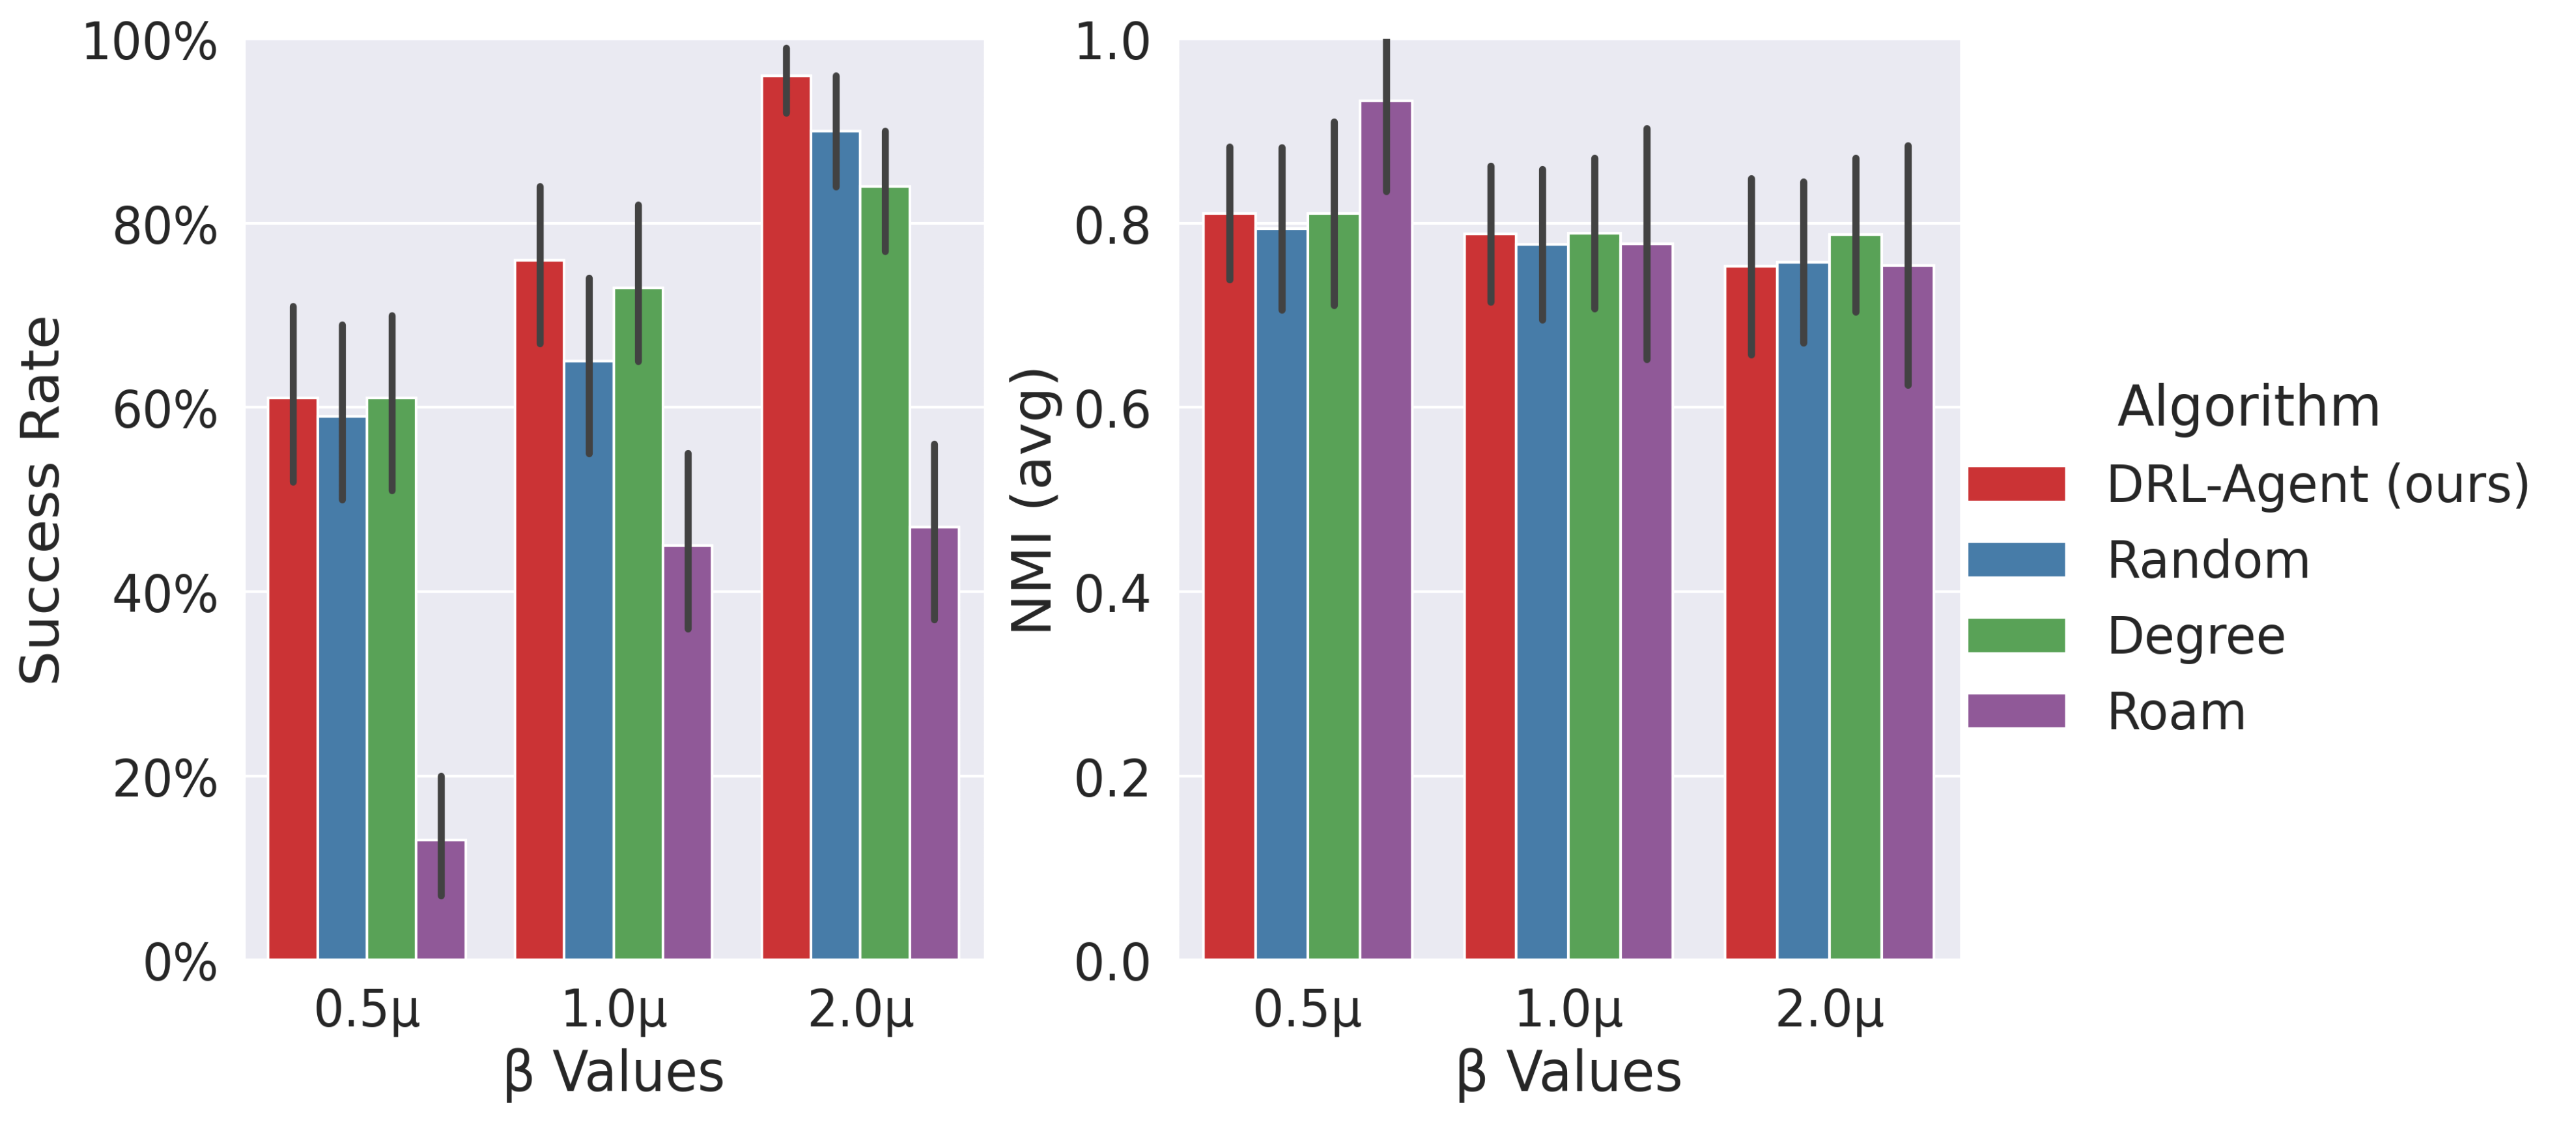 100%
80%
60%
40%
20%
0%
Success Rate
0.5µ 1.0µ 2.0µ
β Values
1.0
0.8
0.6
0.4
0.2
0.0
NMI (avg)
0.5µ 1.0µ 2.0µ
β Values
Algorithm
DRL-Agent (ours)
Random
Degree
Roam